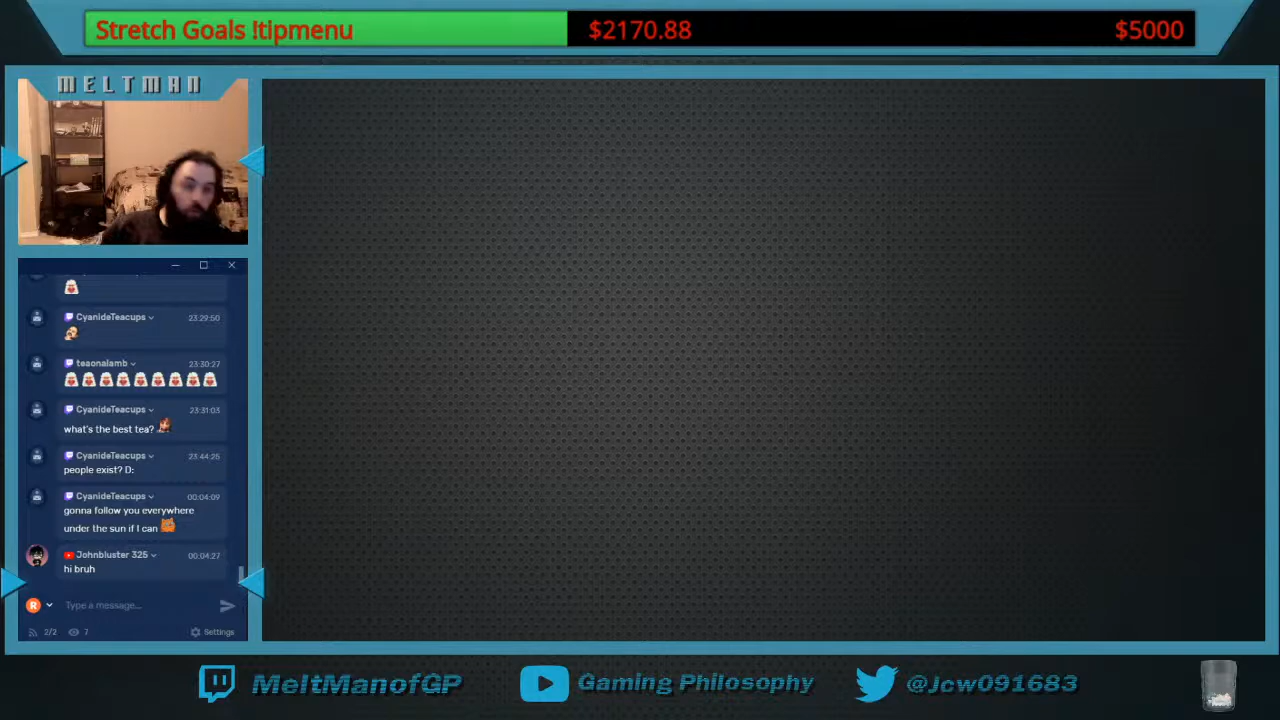 Stretch Goals !tipmenu
$2170.88
$5000
MELTMAN
CyanideTeacups
23:29:50
teaonalamb
23:30:27
CyanideTeacups
23:31:03
what's the best tea?
CyanideTeacups
23:44:25
people exist? D:
CyanideTeacups
00:04:09
gonna follow you everywhere
under the sun if I can
Johnbluster 325
00:04:27
hi bruh
R
Type a message...
2/2
7
Settings
MeltManofGP
Gaming Philosophy
@Jcw091683